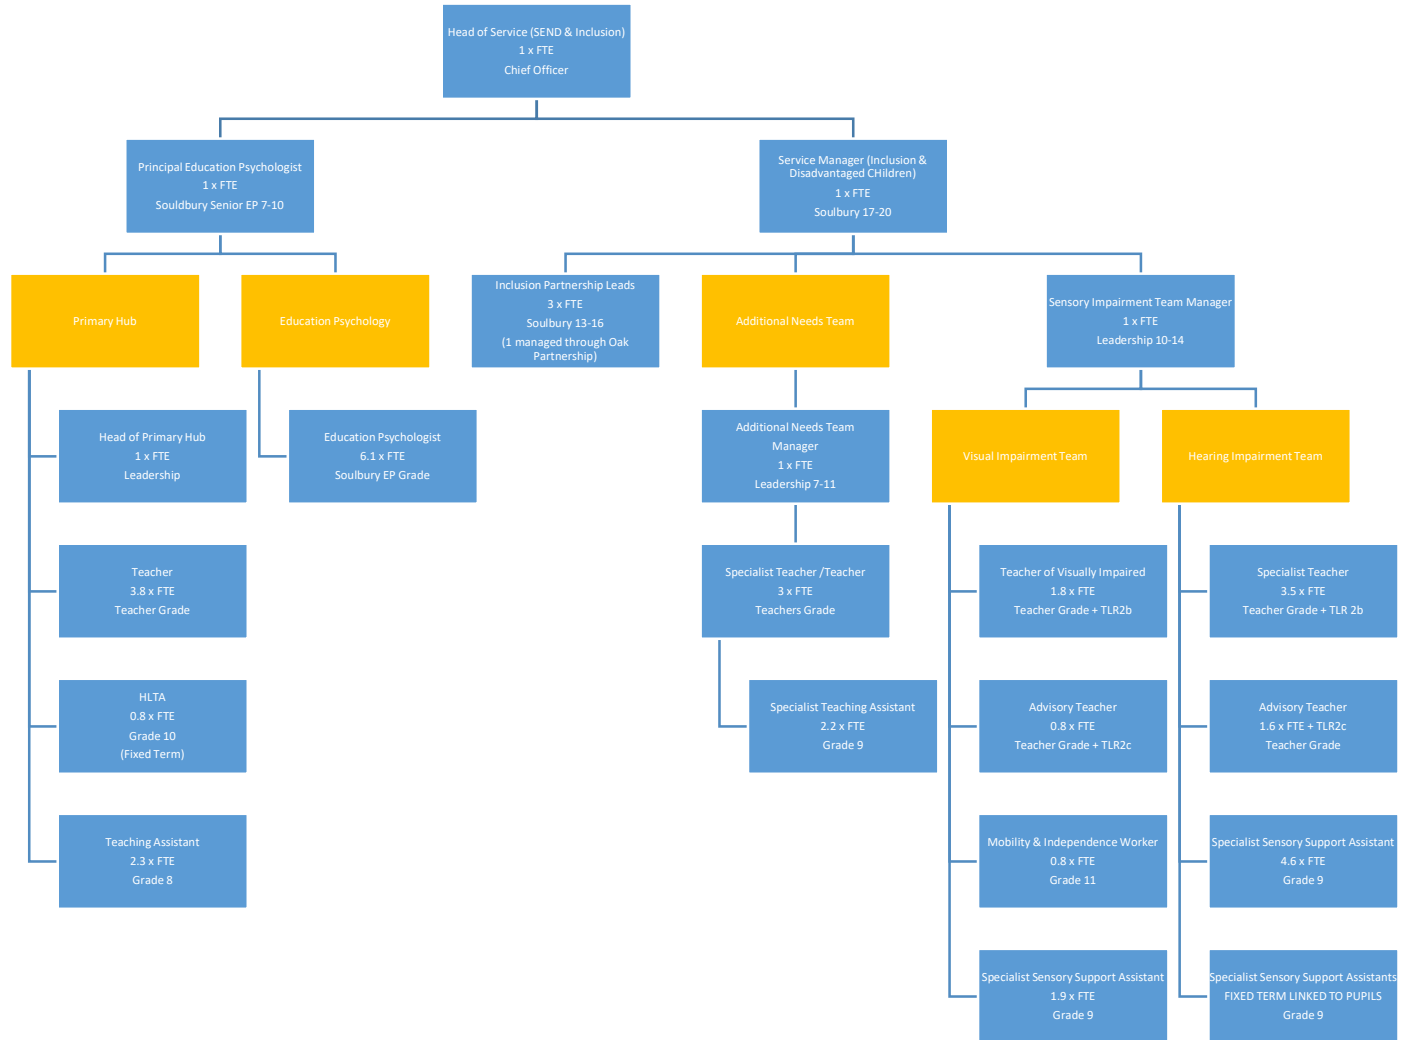 Head of Service (SEND & Inclusion)
1 x FTE
Chief Officer
Principal Education Psychologist
1 x FTE
Souldbury Senior EP 7-10
Service Manager (Inclusion &
Disadvantaged CHildren)
1 x FTE
Soulbury 17-20
Primary Hub
Education Psychology
Inclusion Partnership Leads
3 x FTE
Soulbury 13-16
(1 managed through Oak
Partnership)
Additional Needs Team
Sensory Impairment Team Manager
1 x FTE
Leadership 10-14
Head of Primary Hub
1 x FTE
Leadership
Education Psychologist
6.1 x FTE
Soulbury EP Grade
Additional Needs Team
Manager
1 x FTE
Leadership 7-11
Visual Impairment Team
Hearing Impairment Team
Teacher
3.8 x FTE
Teacher Grade
Specialist Teacher /Teacher
3 x FTE
Teachers Grade
Teacher of Visually Impaired
1.8 x FTE
Teacher Grade + TLR2b
Specialist Teacher
3.5 x FTE
Teacher Grade + TLR 2b
HLTA
0.8 x FTE
Grade 10
(Fixed Term)
Specialist Teaching Assistant
2.2 x FTE
Grade 9
Advisory Teacher
0.8 x FTE
Teacher Grade + TLR2c
Advisory Teacher
1.6 x FTE + TLR2c
Teacher Grade
Teaching Assistant
2.3 x FTE
Grade 8
Mobility & Independence Worker
0.8 x FTE
Grade 11
Specialist Sensory Support Assistant
4.6 x FTE
Grade 9
Specialist Sensory Support Assistant
1.9 x FTE
Grade 9
Specialist Sensory Support Assistants
FIXED TERM LINKED TO PUPILS
Grade 9